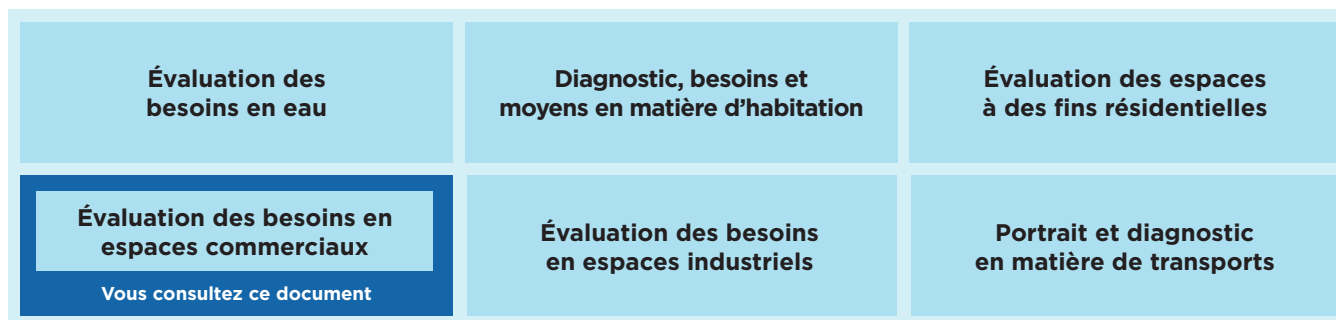 Évaluation des
besoins en eau
Diagnostic, besoins et
moyens en matière d'habitation
Évaluation des espaces
à des fins résidentielles
Évaluation des besoins en
espaces commerciaux
Vous consultez ce document
Évaluation des besoins
en espaces industriels
Portrait et diagnostic
en matière de transports